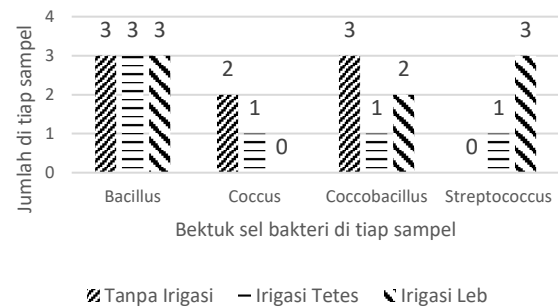 Jumlah di tiap sampel
4
3
2
1
0
3 3 3
2 1 0
3 1 2
0 1 3
Bacillus Coccus Coccobacillus Streptococcus
Bektuk sel bakteri di tiap sampel
Tanpa Irigasi Irigasi Tetes Irigasi Leb